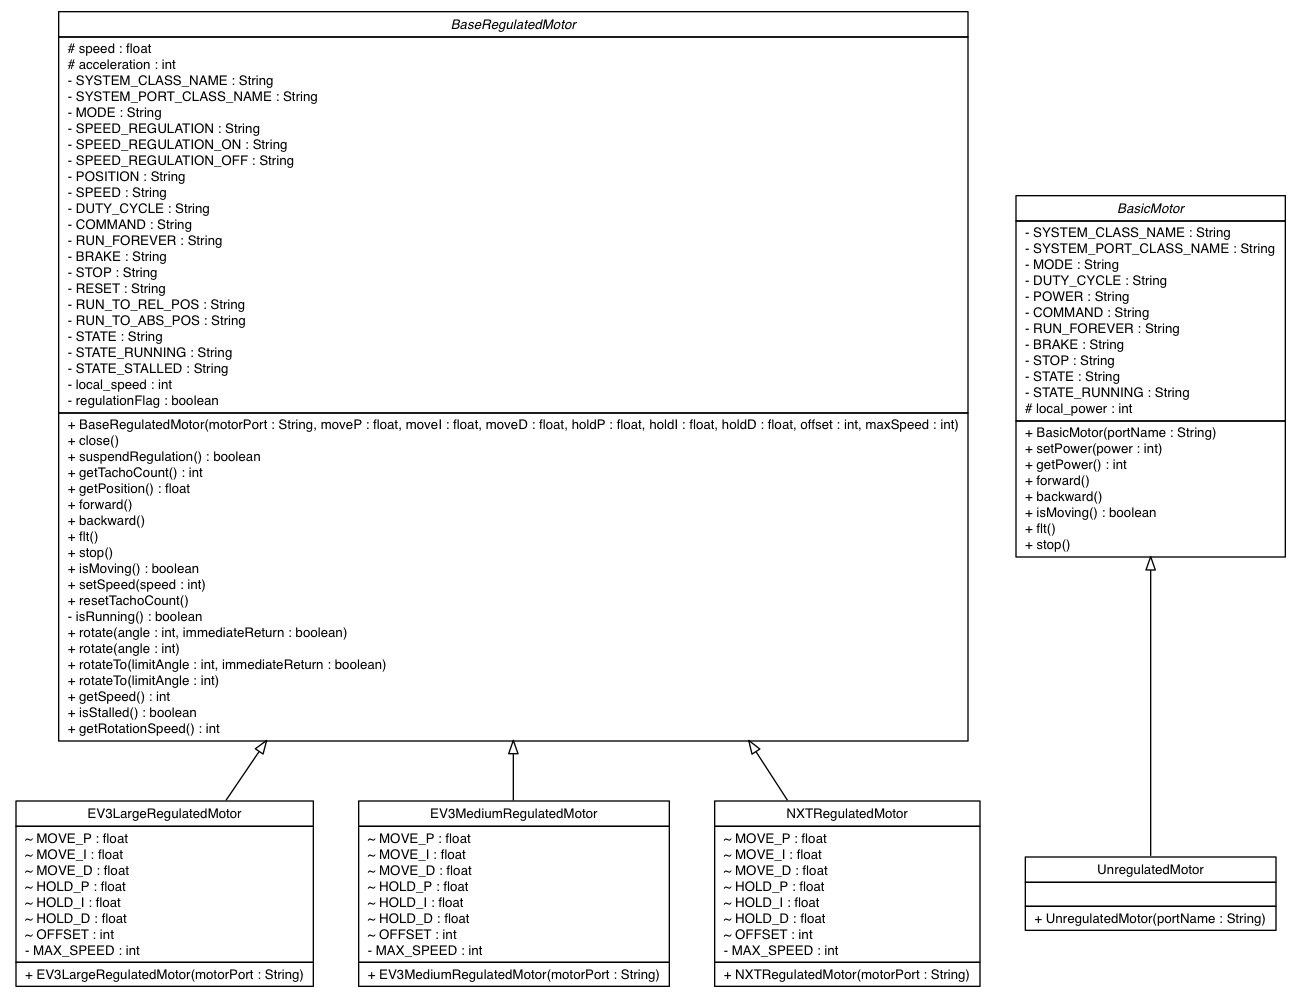 BaseRegulatedMotor
# speed : float
# acceleration : int
- SYSTEM_CLASS_NAME : String
- SYSTEM_PORT_CLASS_NAME : String
- MODE : String
- SPEED_REGULATION : String
- SPEED_REGULATION_ON : String
- SPEED_REGULATION_OFF : String
- POSITION : String
- SPEED : String
- DUTY_CYCLE : String
- COMMAND : String
- RUN_FOREVER : String
- BRAKE : String
- STOP : String
- RESET : String
- RUN_TO_REL_POS : String
- RUN_TO_ABS_POS : String
- STATE : String
- STATE_RUNNING : String
- STATE_STALLED : String
- local_speed : int
- regulationFlag : boolean
+ BaseRegulatedMotor(motorPort : String, moveP : float, moveI : float, moveD : float, holdP : float, holdI : float, holdD : float, offset : int, maxSpeed : int)
+ close()
+ suspendRegulation() : boolean
+ getTachoCount() : int
+ getPosition() : float
+ forward()
+ backward()
+ flt()
+ stop()
+ isMoving() : boolean
+ setSpeed(speed : int)
+ resetTachoCount()
- isRunning() : boolean
+ rotate(angle : int, immediateReturn : boolean)
+ rotate(angle : int)
+ rotateTo(limitAngle : int, immediateReturn : boolean)
+ rotateTo(limitAngle : int)
+ getSpeed() : int
+ isStalled() : boolean
+ getRotationSpeed() : int
BasicMotor
- SYSTEM_CLASS_NAME : String
- SYSTEM_PORT_CLASS_NAME : String
- MODE : String
- DUTY_CYCLE : String
- POWER : String
- COMMAND : String
- RUN_FOREVER : String
- BRAKE : String
- STOP : String
- STATE : String
- STATE_RUNNING : String
# local_power : int
+ BasicMotor(portName : String)
+ setPower(power : int)
+ getPower() : int
+ forward()
+ backward()
+ isMoving() : boolean
+ flt()
+ stop()
EV3LargeRegulatedMotor
~ MOVE_P : float
~ MOVE_I : float
~ MOVE_D : float
~ HOLD_P : float
~ HOLD_I : float
~ HOLD_D : float
~ OFFSET : int
- MAX_SPEED : int
+ EV3LargeRegulatedMotor(motorPort : String)
EV3MediumRegulatedMotor
~ MOVE_P : float
~ MOVE_I : float
~ MOVE_D : float
~ HOLD_P : float
~ HOLD_I : float
~ HOLD_D : float
~ OFFSET : int
- MAX_SPEED : int
+ EV3MediumRegulatedMotor(motorPort : String)
NXTRegulatedMotor
~ MOVE_P : float
~ MOVE_I : float
~ MOVE_D : float
~ HOLD_P : float
~ HOLD_I : float
~ HOLD_D : float
~ OFFSET : int
- MAX_SPEED : int
+ NXTRegulatedMotor(motorPort : String)
UnregulatedMotor
+ UnregulatedMotor(portName : String)